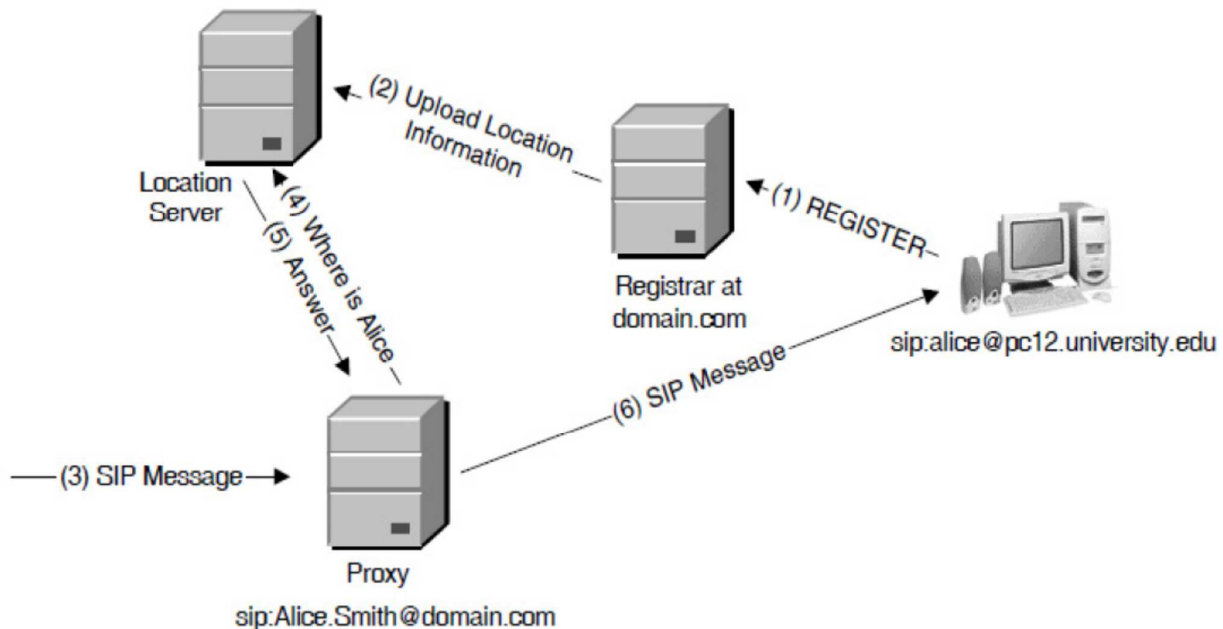 (2) Upload Location
Information
Location
Server
(1) REGISTER
(4) Where is Alice
(5) Answer
Registrar at
domain.com
sip:alice@pc12.university.edu
(6) SIP Message
(3) SIP Message
Proxy
sip:Alice.Smith@domain.com